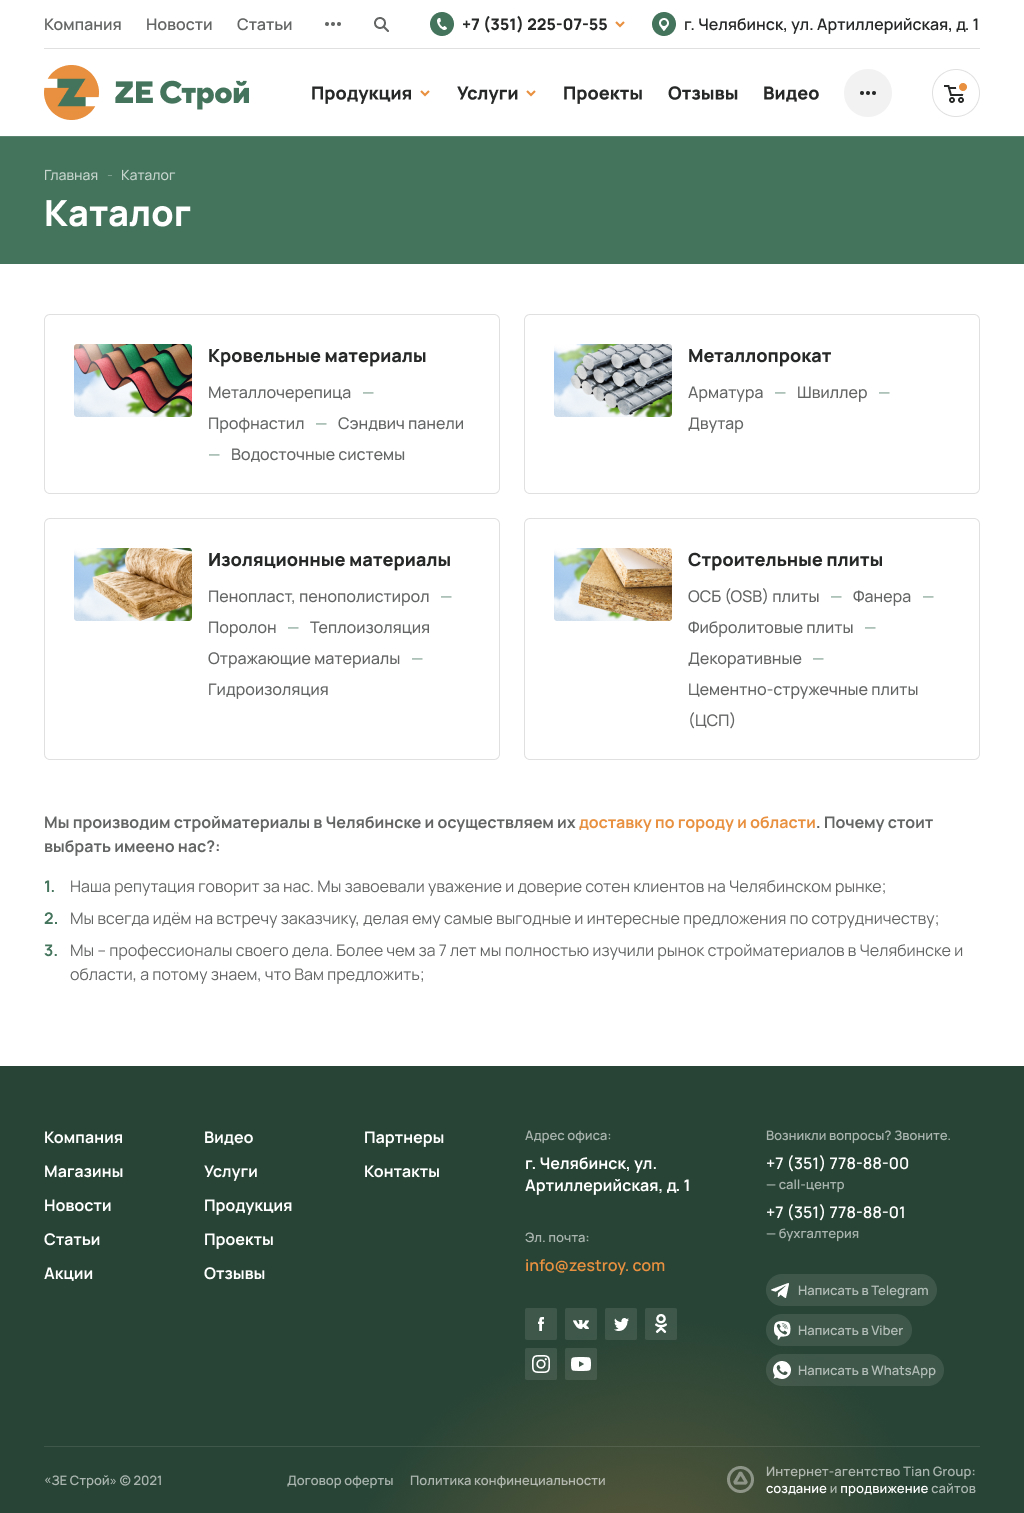 Компания Новости Статьи +7 (351) 225-07-55 г. Челябинск, ул. Артиллерийская, д. 1
Z ZE Строй Продукция Услуги Проекты Отзывы Видео
Главная - Каталог
Каталог
Кровельные материалы
Металлочерепица —
Профнастил — Сэндвич панели
— Водосточные системы
Металлопрокат
Арматура — Швиллер —
Двутар
Изоляционные материалы
Пенопласт, пенополистирол —
Поролон — Теплоизоляция
Отражающие материалы —
Гидроизоляция
Строительные плиты
ОСБ (OSB) плиты — Фанера —
Фибролитовые плиты —
Декоративные —
Цементно-стружечные плиты
(ЦСП)
Мы производим стройматериалы в Челябинске и осуществляем их доставку по городу и области. Почему стоит
выбрать имеено нас?:
1. Наша репутация говорит за нас. Мы завоевали уважение и доверие сотен клиентов на Челябинском рынке;
2. Мы всегда идём на встречу заказчику, делая ему самые выгодные и интересные предложения по сотрудничеству;
3. Мы – профессионалы своего дела. Более чем за 7 лет мы полностью изучили рынок стройматериалов в Челябинске и
области, а потому знаем, что Вам предложить;
Компания
Магазины
Новости
Статьи
Акции
Видео
Услуги
Продукция
Проекты
Отзывы
Партнеры
Контакты
Адрес офиса:
г. Челябинск, ул.
Артиллерийская, д. 1
Эл. почта:
info@zestroy. com
Возникли вопросы? Звоните.
+7 (351) 778-88-00
— call-центр
+7 (351) 778-88-01
— бухгалтерия
Написать в Telegram
Написать в Viber
Написать в WhatsApp
«ЗЕ Строй» © 2021 Договор оферты Политика конфинециальности
Интернет-агентство Tian Group:
создание и продвижение сайтов